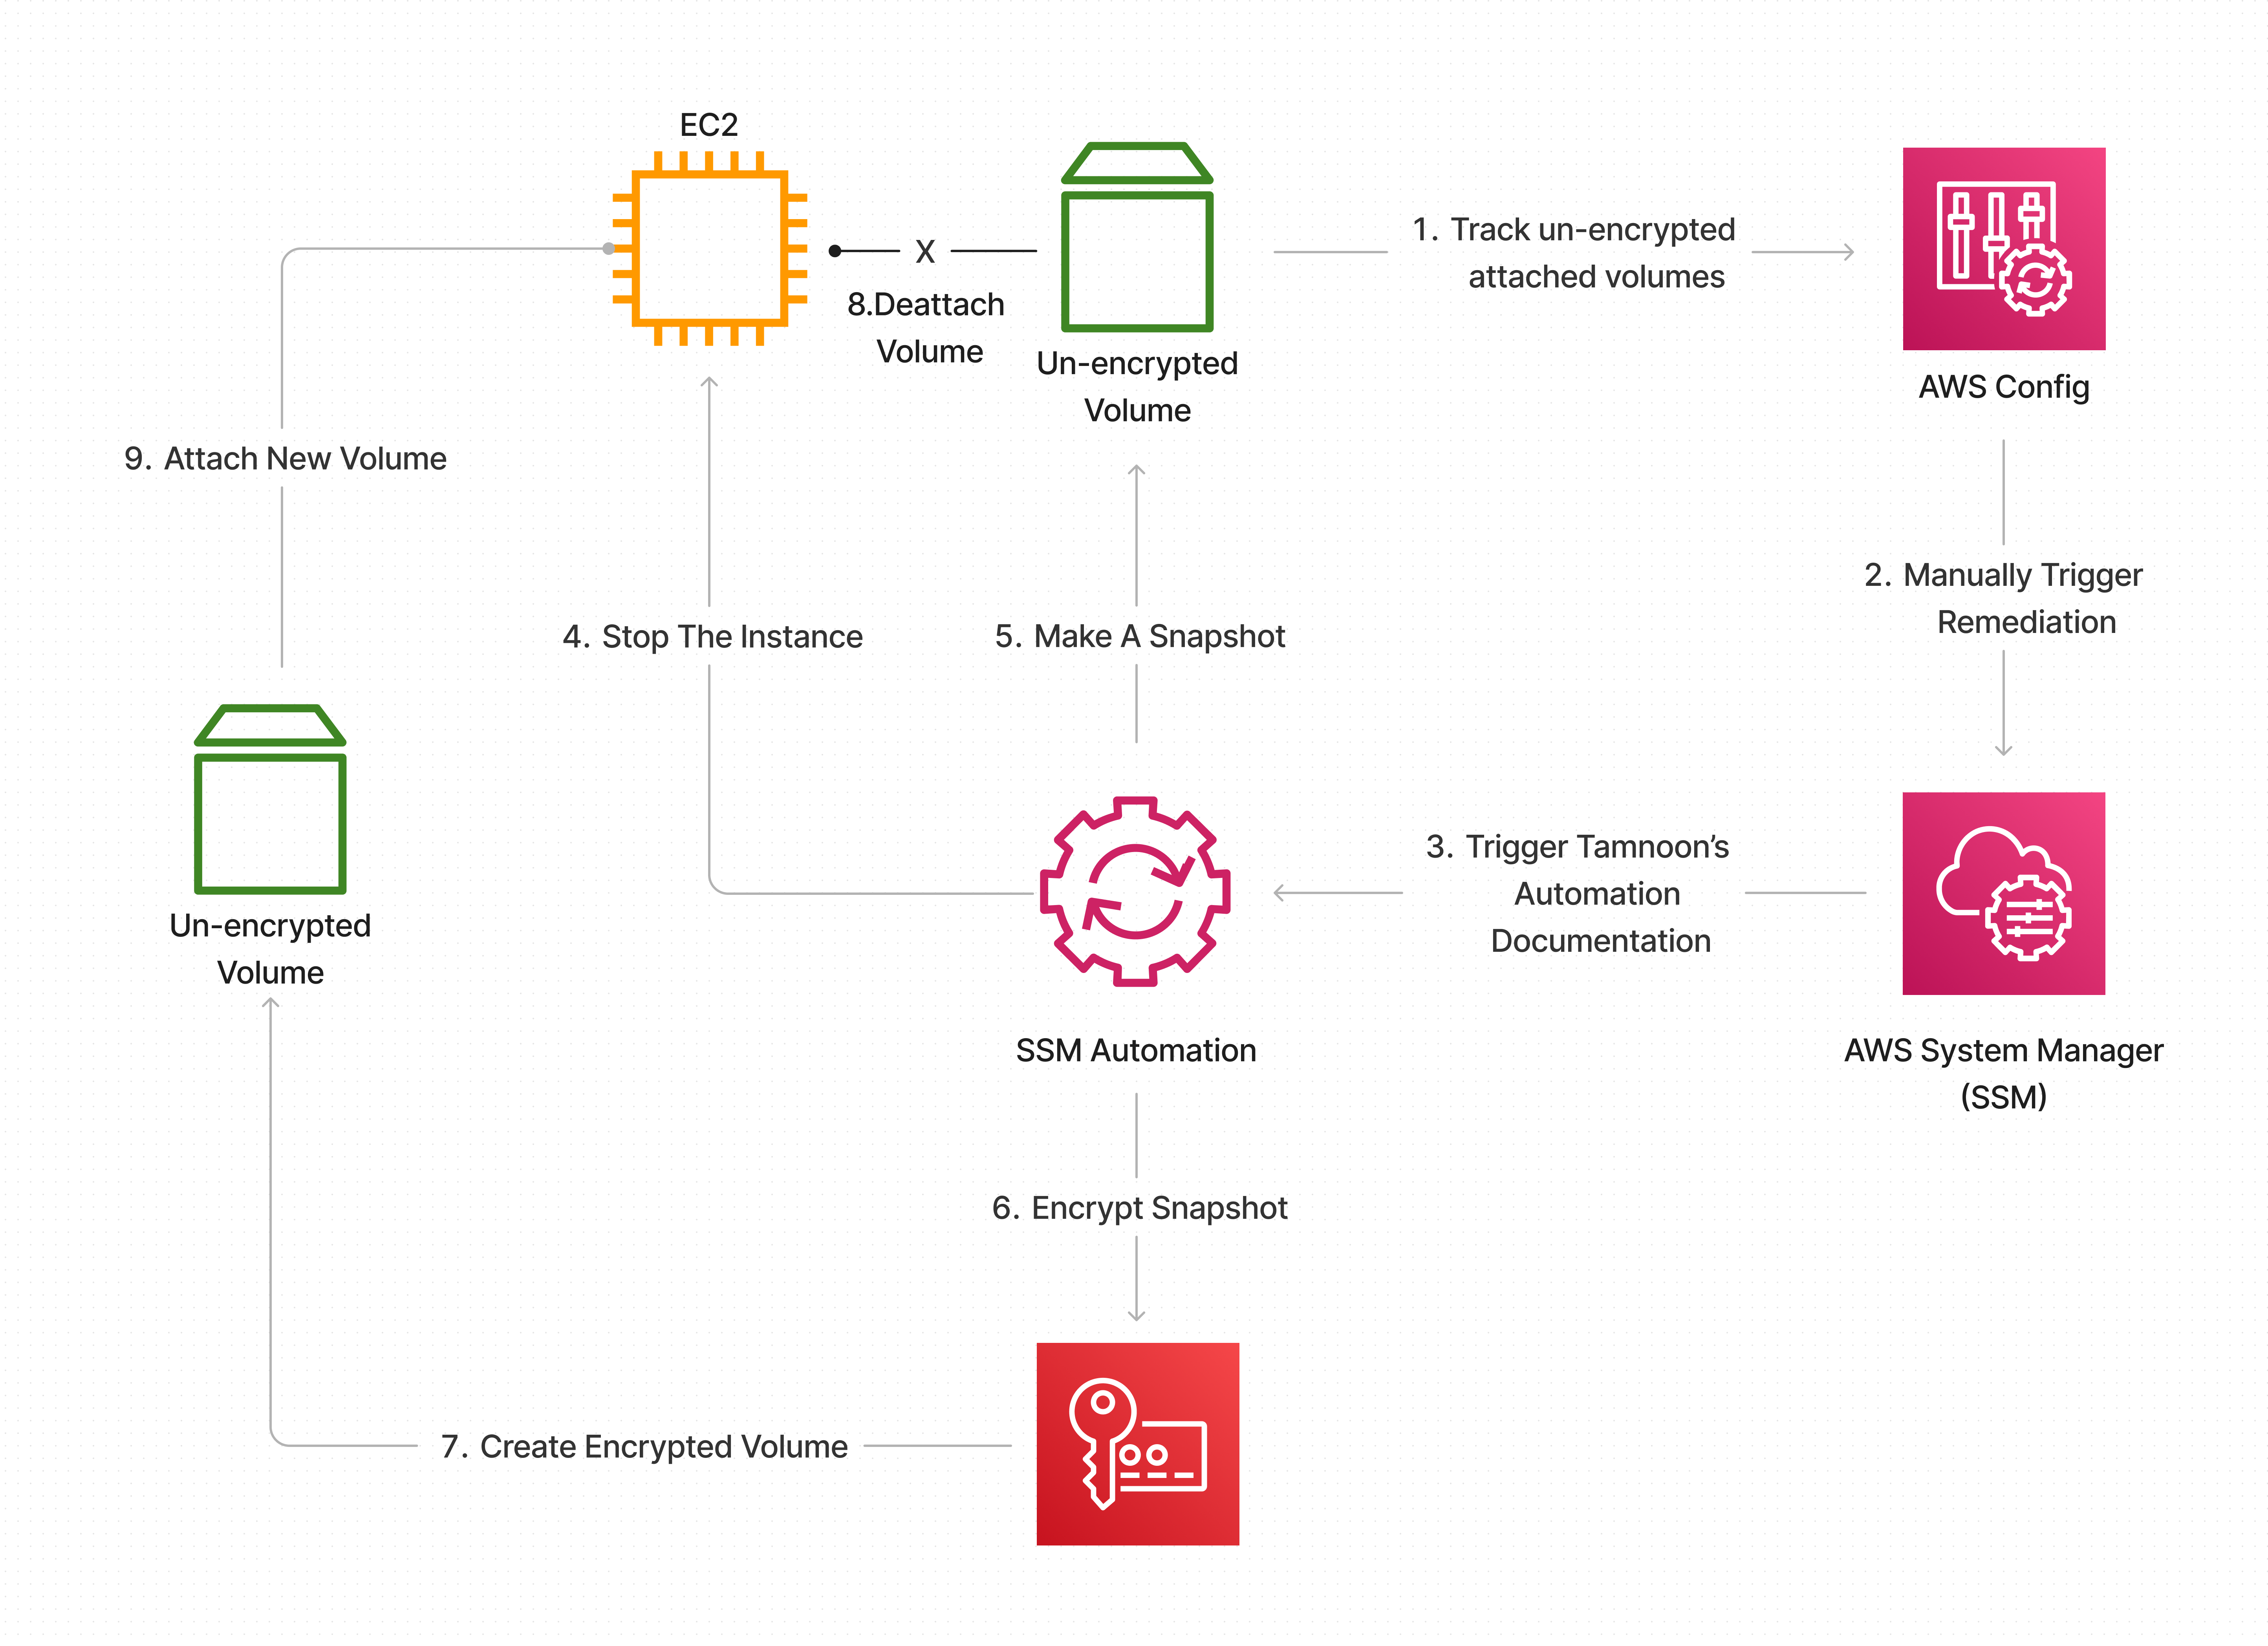 EC2
X
8.Deattach
Volume
Un-encrypted
Volume
1. Track un-encrypted
attached volumes
AWS Config
9. Attach New Volume
2. Manually Trigger
Remediation
4. Stop The Instance
5. Make A Snapshot
Un-encrypted
Volume
3. Trigger Tamnoon’s
Automation
Documentation
SSM Automation
AWS System Manager
(SSM)
6. Encrypt Snapshot
7. Create Encrypted Volume